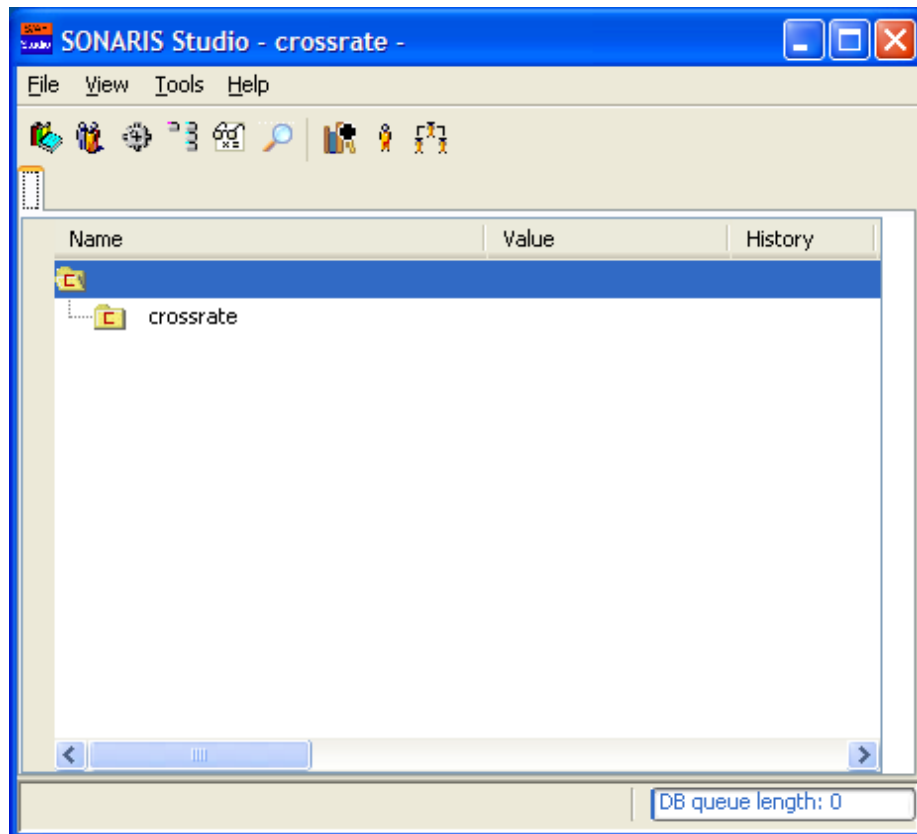 SONARIS Studio - crossrate -
File View Tools Help
Name Value History
crossrate
DB queue length: 0